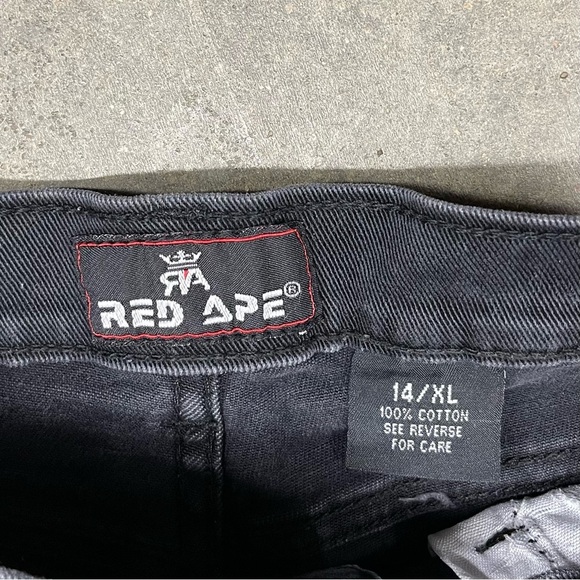 RA
RED APE®
14/XL
100% COTTON
SEE REVERSE
FOR CARE